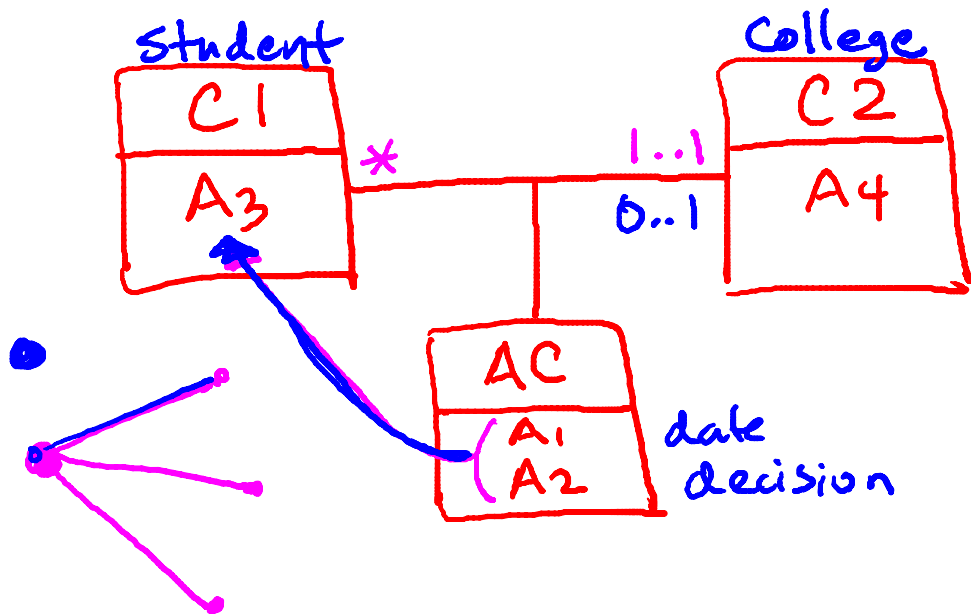 Student
College
C1
C2
*
1..1
A3
0..1
A4
AC
A1
A2
date
decision